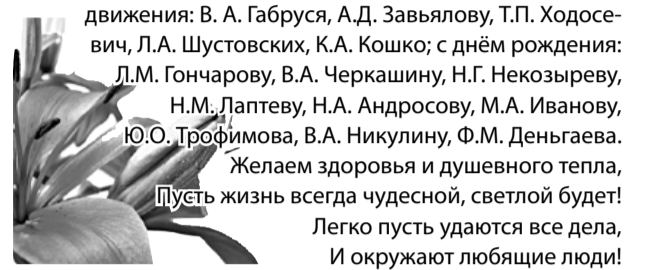 движения: В. А. Габруся, А.Д. Завьялову, Т.П. Ходосе-
вич, Л.А. Шустовских, К.А. Кошко; с днём рождения:
Л.М. Гончарову, В.А. Черкашину, Н.Г. Некозыреву,
Н.М. Лаптеву, Н.А. Андросову, М.А. Иванову,
Ю.О. Трофимова, В.А. Никулину, Ф.М. Деньгаева.
Желаем здоровья и душевного тепла,
Пусть жизнь всегда чудесной, светлой будет!
Легко пусть удаются все дела,
И окружают любящие люди!